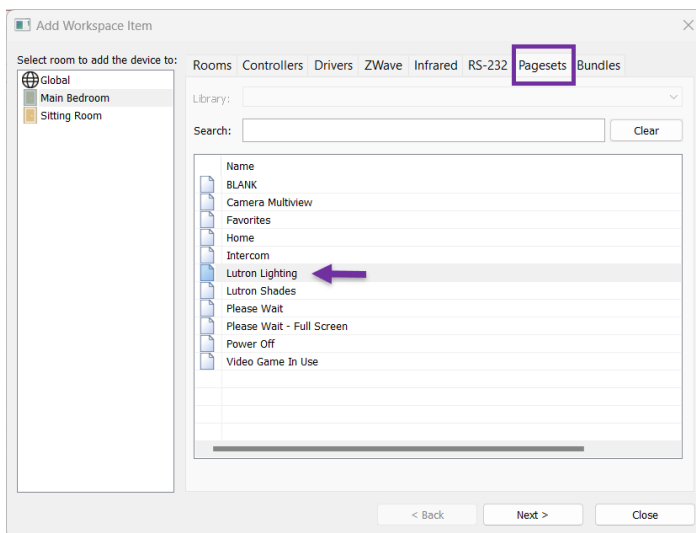 Add Workspace Item
Select room to add the device to:
Global
Main Bedroom
Sitting Room
Rooms Controllers Drivers ZWave Infrared RS-232 Pagesets Bundles
Library:
Search: Clear
Name
BLANK
Camera Multiview
Favorites
Home
Intercom
Lutron Lighting
Lutron Shades
Please Wait
Please Wait - Full Screen
Power Off
Video Game In Use
< Back Next > Close